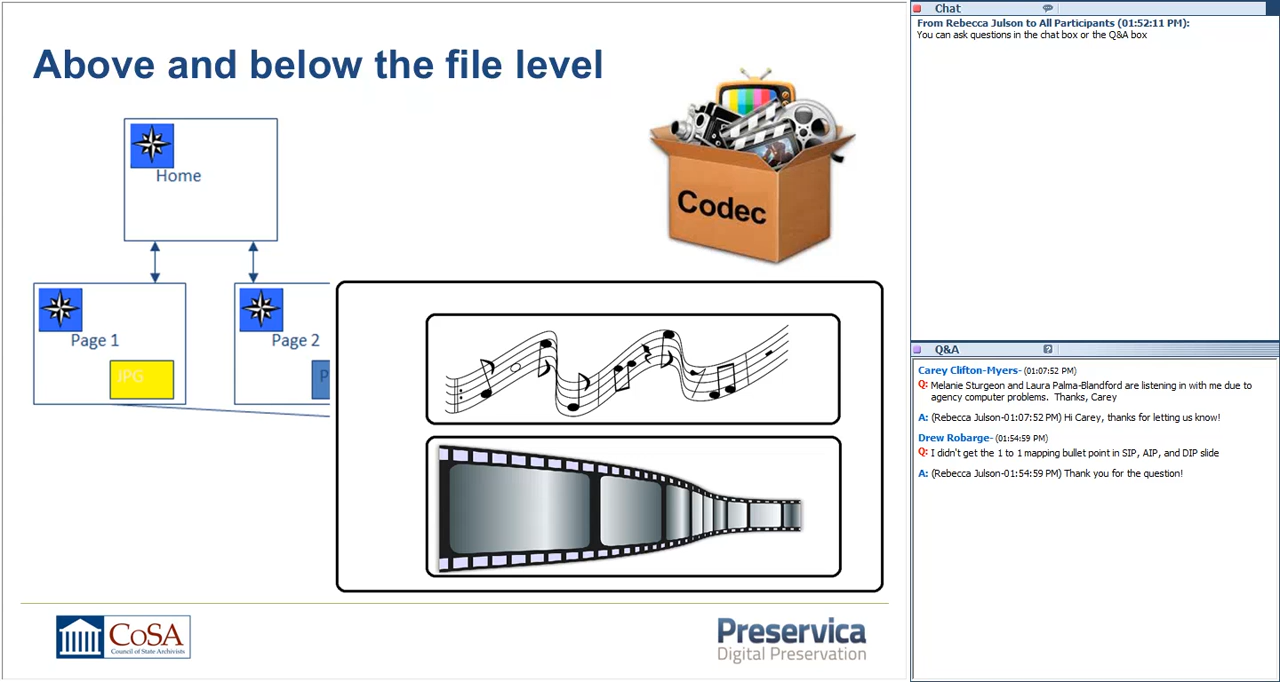 Above and below the file level
Codec
Home
Page 1
Page 2
JPG
P
CoSA
Council of State Archivists
Preservica
Digital Preservation
Chat
From Rebecca Julson to All Participants (01:52:11 PM):
You can ask questions in the chat box or the Q&A box
Q&A
Carey Clifton-Myers- (01:07:52 PM)
Q: Melanie Sturgeon and Laura Palma-Blandford are listening in with me due to
agency computer problems. Thanks, Carey
A: (Rebecca Julson-01:07:52 PM) Hi Carey, thanks for letting us know!
Drew Robarge- (01:54:59 PM)
Q: I didn't get the 1 to 1 mapping bullet point in SIP, AIP, and DIP slide
A: (Rebecca Julson-01:54:59 PM) Thank you for the question!